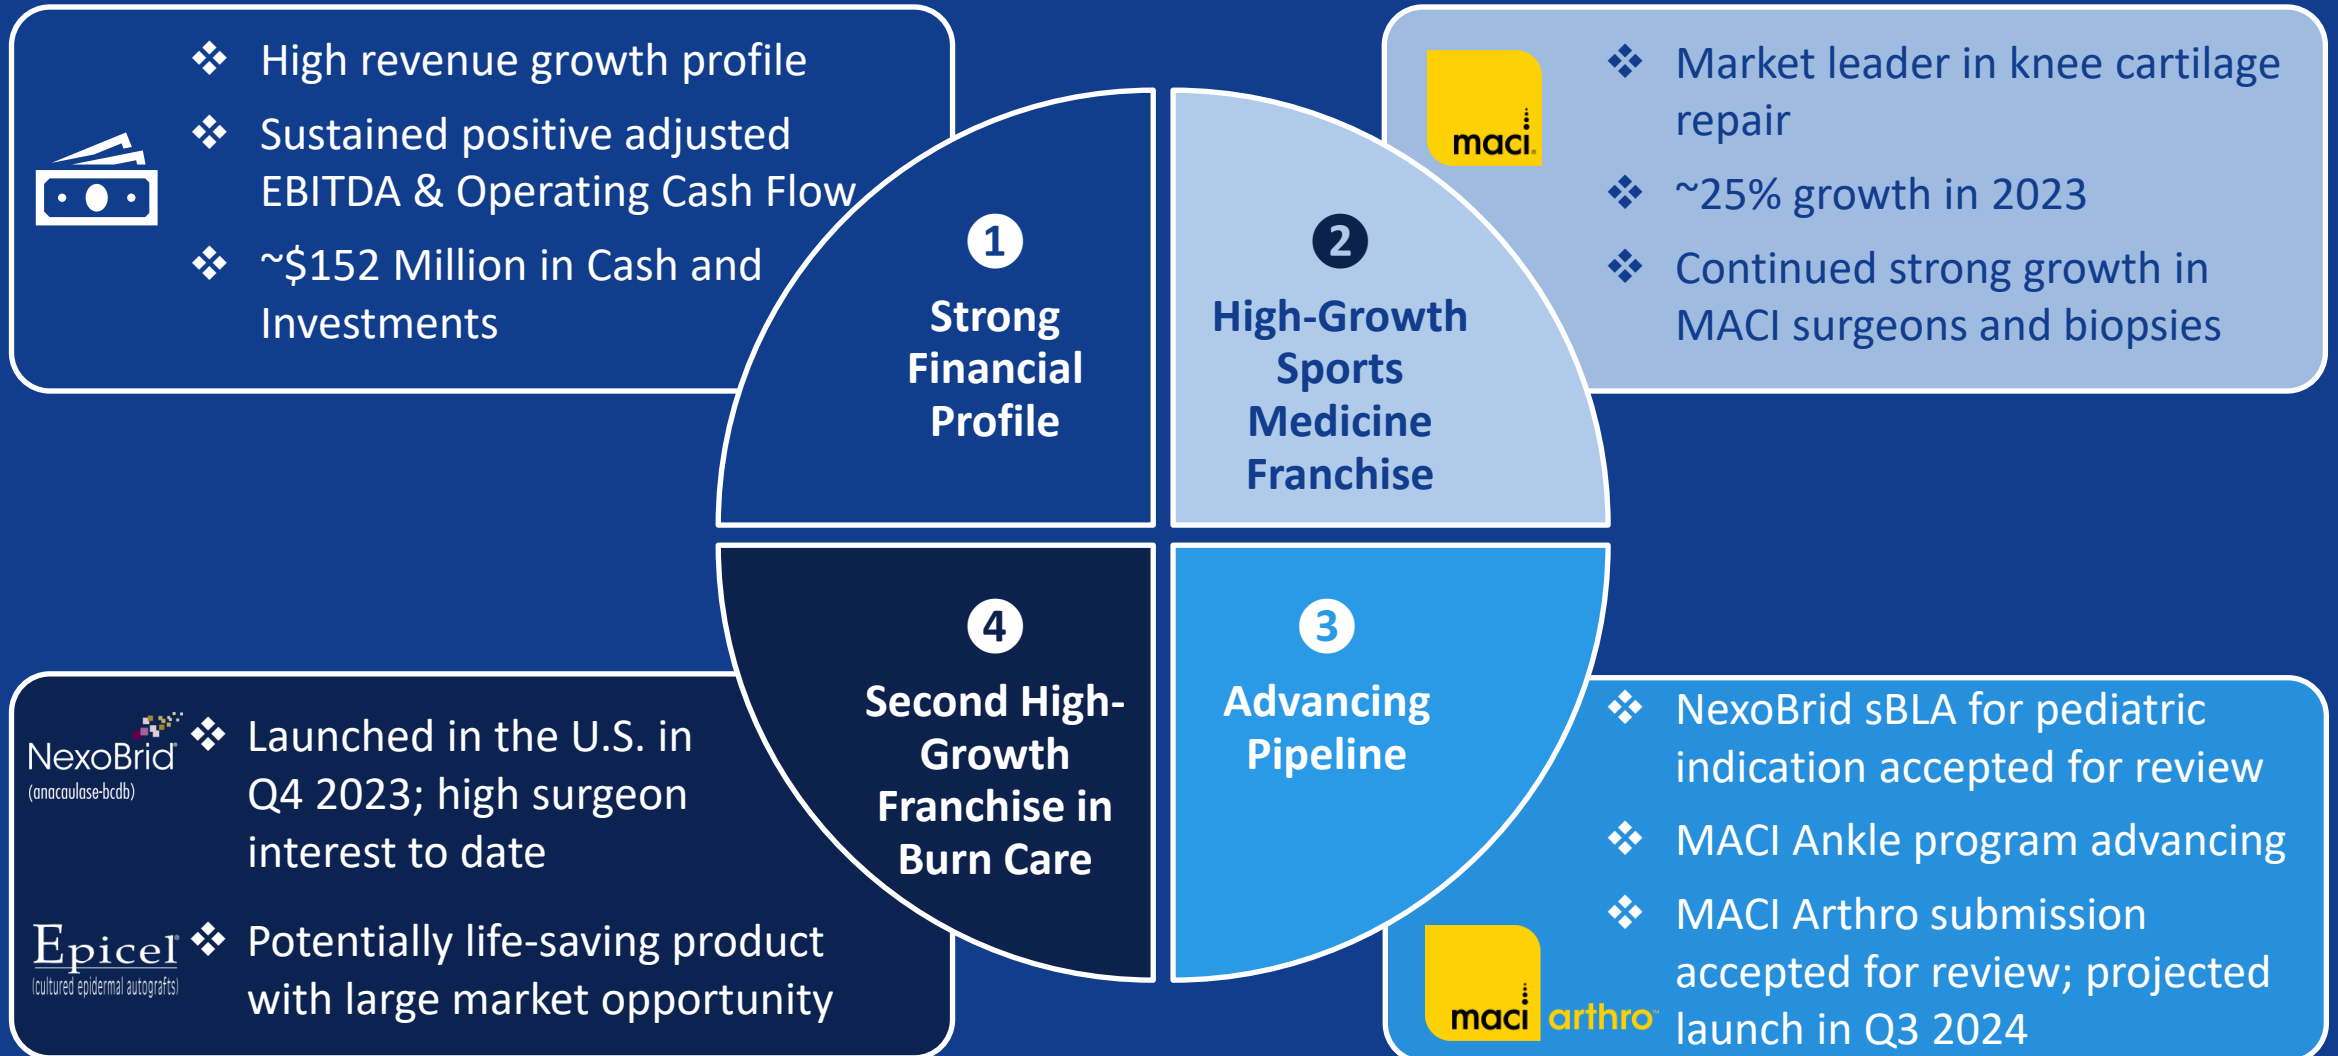 ❖ High revenue growth profile
❖ Sustained positive adjusted
EBITDA & Operating Cash Flow
❖ ~$152 Million in Cash and
Investments
1
Strong
Financial
Profile
2
High-Growth
Sports
Medicine
Franchise
maci®
❖ Market leader in knee cartilage
repair
❖ ~25% growth in 2023
❖ Continued strong growth in
MACI surgeons and biopsies
NexoBrid®
(anacaulase-bcdb)
❖ Launched in the U.S. in
Q4 2023; high surgeon
interest to date
Epicel®
(cultured epidermal autografts)
❖ Potentially life-saving product
with large market opportunity
4
Second High-
Growth
Franchise in
Burn Care
3
Advancing
Pipeline
❖ NexoBrid sBLA for pediatric
indication accepted for review
❖ MACI Ankle program advancing
❖ MACI Arthro submission
accepted for review; projected
launch in Q3 2024
maci arthro™